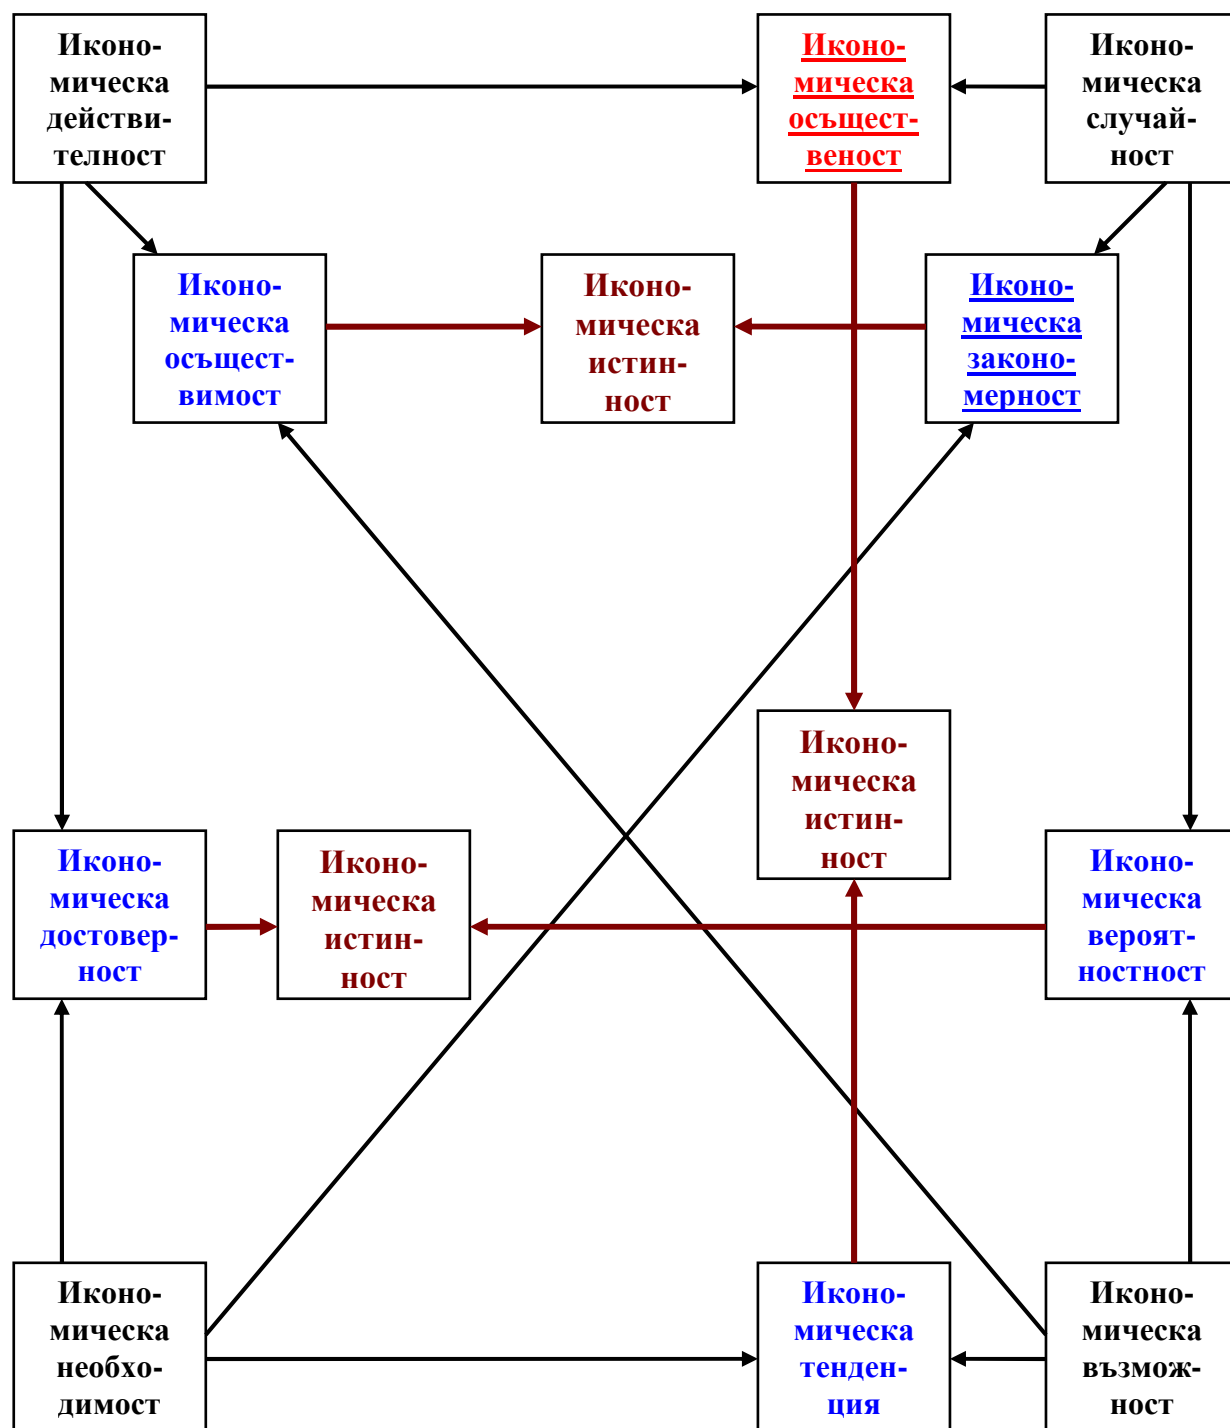 Иконо-
мическа
действи-
телност
Иконо-
мическа
осъщест-
веност
Иконо-
мическа
случай-
ност
Иконо-
мическа
осъщест-
вимост
Иконо-
мическа
истин-
ност
Иконо-
мическа
законо-
мерност
Иконо-
мическа
истин-
ност
Иконо-
мическа
достовер-
ност
Иконо-
мическа
истин-
ност
Иконо-
мическа
вероят-
ностност
Иконо-
мическа
необхо-
димост
Иконо-
мическа
тенден-
ция
Иконо-
мическа
възмож-
ност